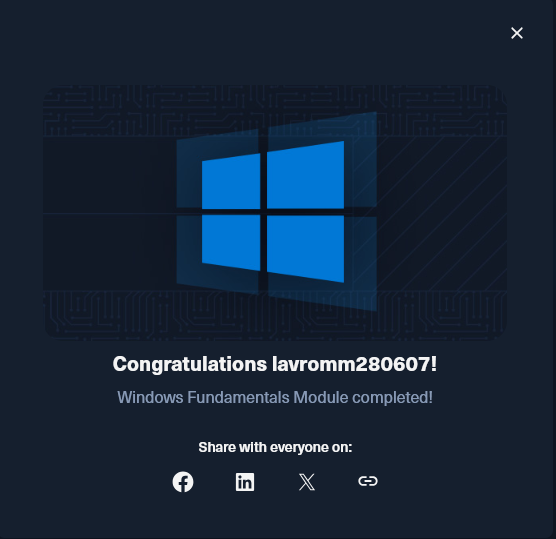 Congratulations lavromm280607!
Windows Fundamentals Module completed!
Share with everyone on: